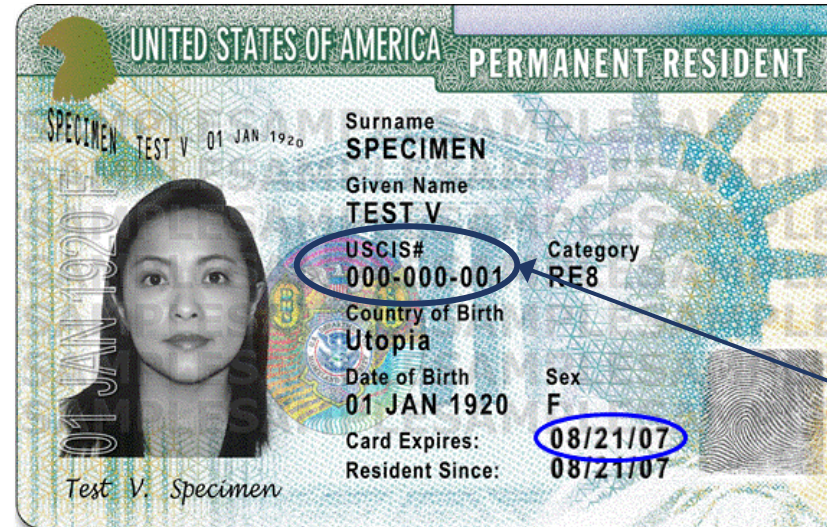 UNITED STATES OF AMERICA
PERMANENT RESIDENT
SPECIMEN TEST V 01 JAN 1920
Surname
SPECIMEN
Given Name
TEST V
USCIS# Category
000-000-001 RE8
Country of Birth
Utopia
Date of Birth Sex
01 JAN 1920 F
Card Expires: 08/21/07
Resident Since: 08/21/07
01 JAN 1920 F
Test V. Specimen